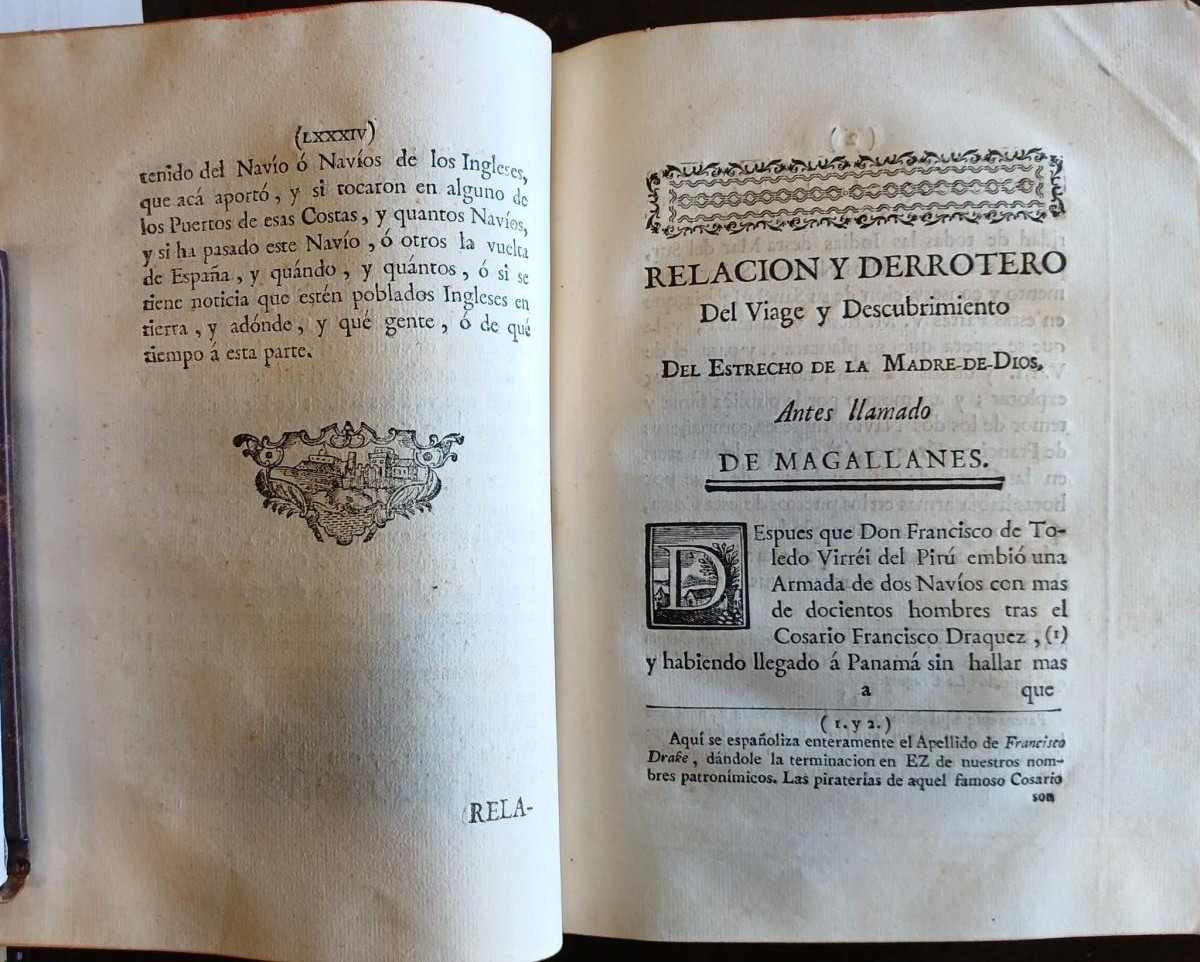 (LXXXIV)
tenido del Navío ó Navíos de los Ingleses,
que acá aportó, y si tocaron en alguno de
los Puertos de esas Costas, y quantos Navíos,
y si ha pasado este Navío, ó otros la vuelta
de España, y quándo, y quántos, ó si se
tiene noticia que estén poblados Ingleses en
tierra, y adónde, y qué gente, ó de qué
tiempo á esta parte.
RELA-
RELACION Y DERROTERO
Del Viage y Descubrimiento
DEL ESTRECHO DE LA MADRE-DE-DIOS,
Antes llamado
DE MAGALLANES.
DEspues que Don Francisco de To-
ledo Virréi del Pirú embió una
Armada de dos Navíos con mas
de docientos hombres tras el
Cosario Francisco Draquez, (1)
y habiendo llegado á Panamá sin hallar mas
a que
(1. y 2.)
Aquí se españoliza enteramente el Apellido de Francisco
Drake, dándole la terminacion en EZ de nuestros nom-
bres patronímicos. Las piraterías de aquel famoso Cosario
son